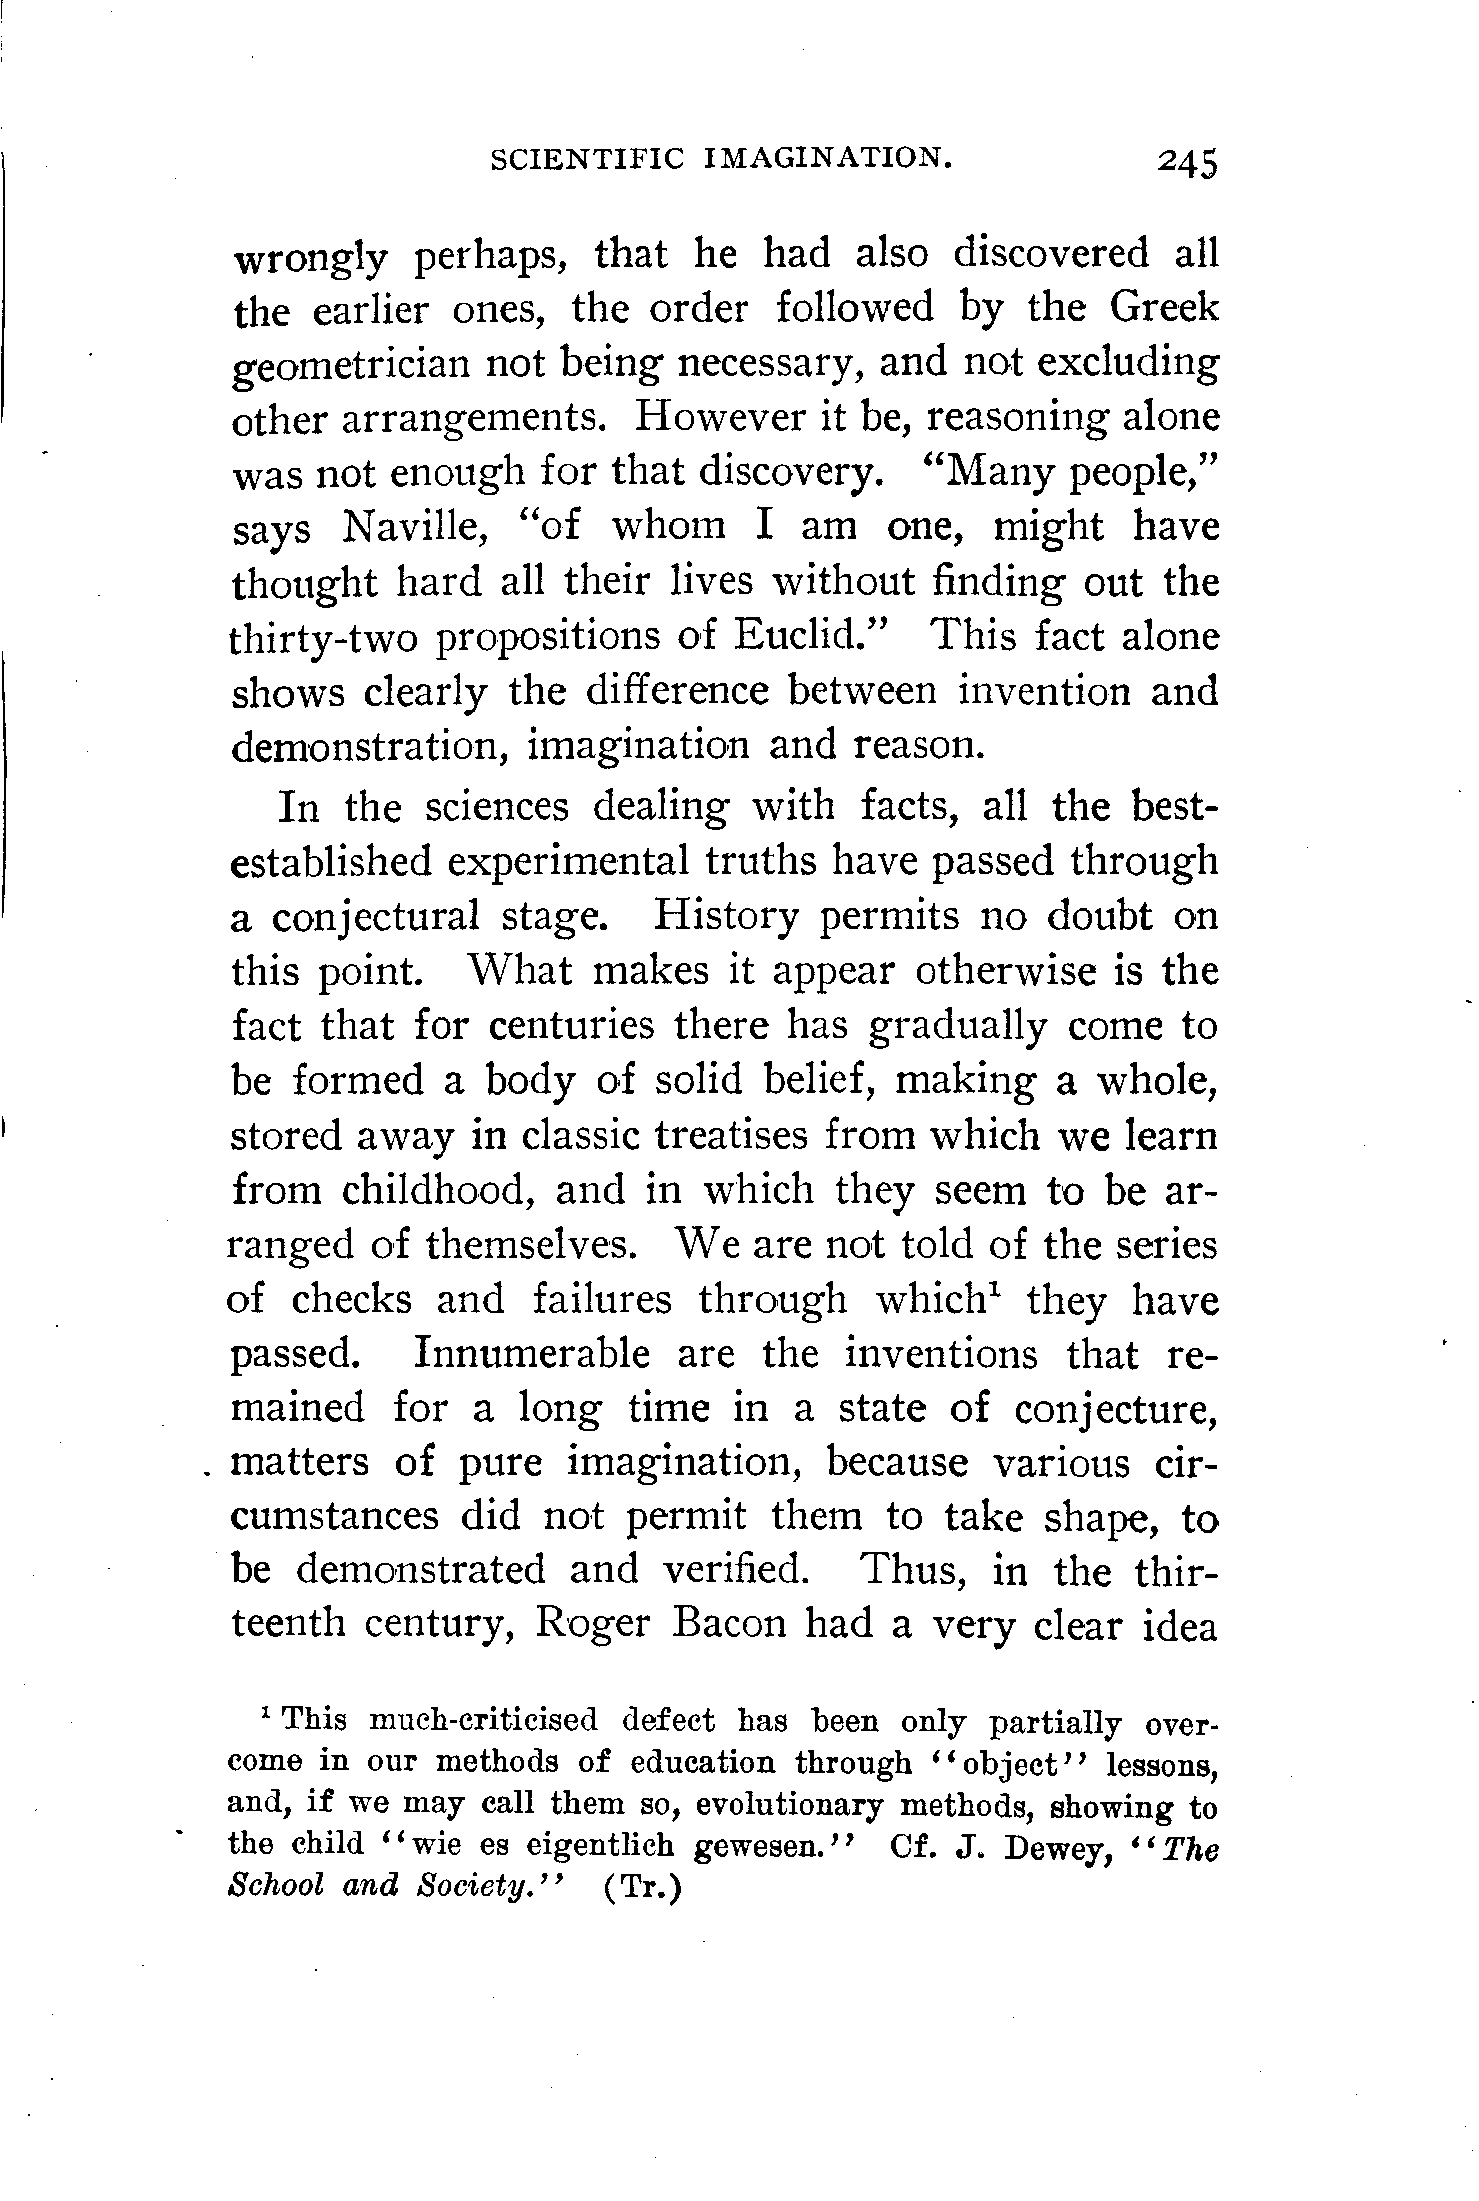 SCIENTIFIC IMAGINATION. 245
wrongly perhaps, that he had also discovered all
the earlier ones, the order followed by the Greek
geometrician not being necessary, and not excluding
other arrangements. However it be, reasoning alone
was not enough for that discovery. "Many people,"
says Naville, "of whom I am one, might have
thought hard all their lives without finding out the
thirty-two propositions of Euclid." This fact alone
shows clearly the difference between invention and
demonstration, imagination and reason.
In the sciences dealing with facts, all the best-
established experimental truths have passed through
a conjectural stage. History permits no doubt on
this point. What makes it appear otherwise is the
fact that for centuries there has gradually come to
be formed a body of solid belief, making a whole,
stored away in classic treatises from which we learn
from childhood, and in which they seem to be ar-
ranged of themselves. We are not told of the series
of checks and failures through which¹ they have
passed. Innumerable are the inventions that re-
mained for a long time in a state of conjecture,
matters of pure imagination, because various cir-
cumstances did not permit them to take shape, to
be demonstrated and verified. Thus, in the thir-
teenth century, Roger Bacon had a very clear idea
¹ This much-criticised defect has been only partially over-
come in our methods of education through "object" lessons,
and, if we may call them so, evolutionary methods, showing to
the child "wie es eigentlich gewesen." Cf. J. Dewey, "The
School and Society." (Tr.)